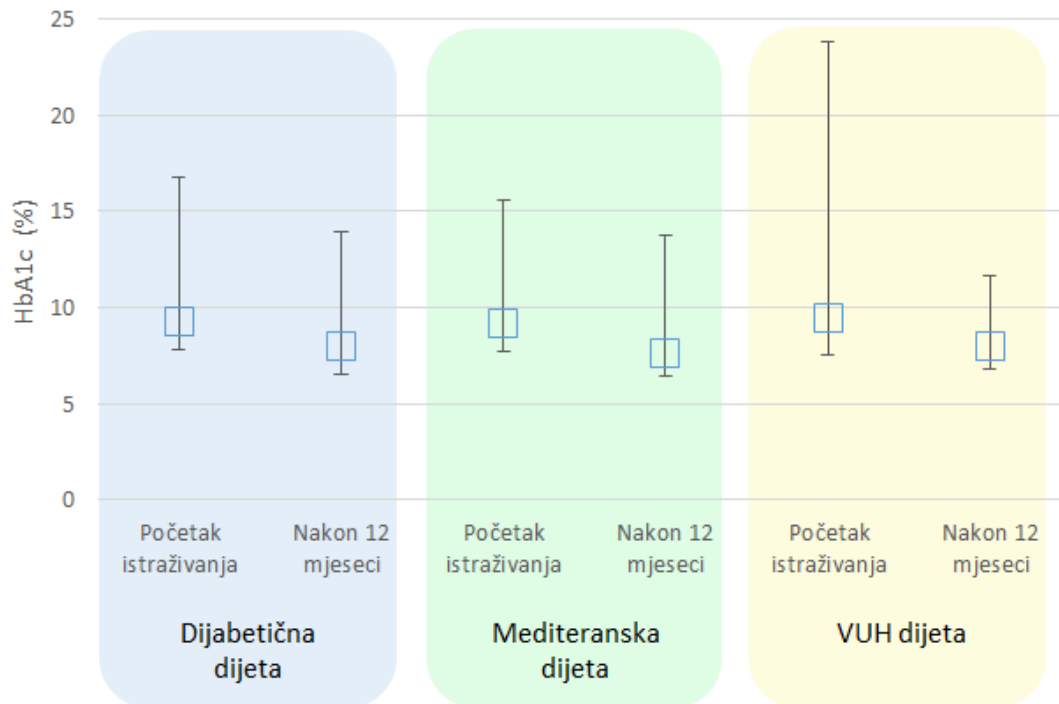 25
20
15
10
5
0
HbA1c (%)
Početak
istraživanja
Nakon 12
mjeseci
Početak
istraživanja
Nakon 12
mjeseci
Početak
istraživanja
Nakon 12
mjeseci
Dijabetična
dijeta
Mediteranska
dijeta
VUH dijeta